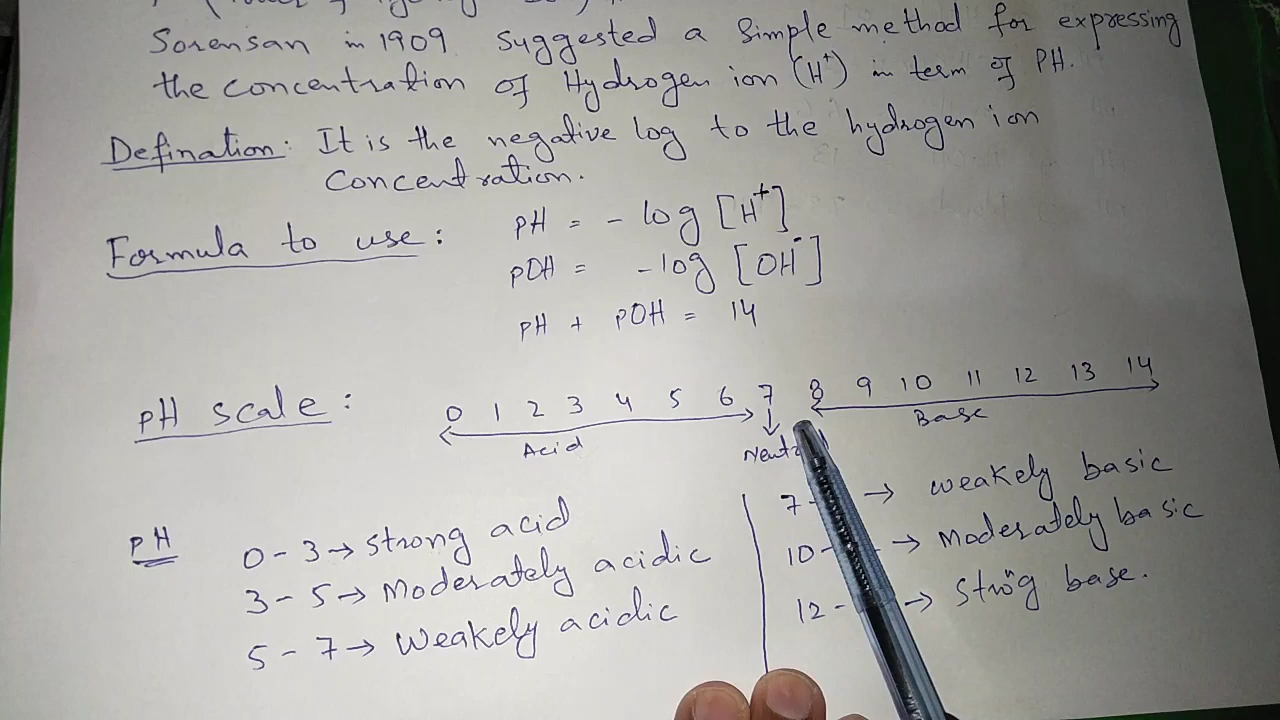 Sorensan in 1909 suggested a Simple method for expressing
the concentration of Hydrogen ion (H⁺) in term of PH.
Defination: It is the negative log to the hydrogen ion
Concentration.
Formula to use: pH = - log [H⁺]
pOH = - log [OH⁻]
pH + pOH = 14
pH scale: 0 1 2 3 4 5 6 7 8 9 10 11 12 13 14
Acid Base
pH 0-3 → strong acid
3-5 → Moderately acidic
5-7 → Weakely acidic
7- → weakely basic
10- → Moderately basic
12- → Strög base.